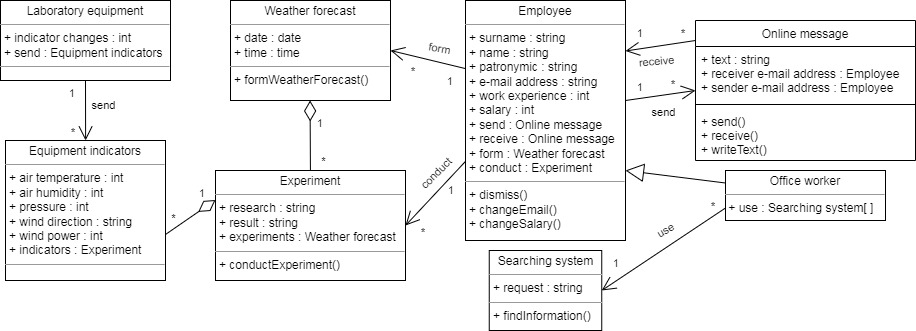 Laboratory equipment
+ indicator changes : int
+ send : Equipment indicators
1
send
*
Equipment indicators
+ air temperature : int
+ air humidity : int
+ pressure : int
+ wind direction : string
+ wind power : int
+ indicators : Experiment
1
*
Weather forecast
+ date : date
+ time : time
+ formWeatherForecast()
1
*
Experiment
+ research : string
+ result : string
+ experiments : Weather forecast
+ conductExperiment()
form
*
1
conduct
1
*
Employee
+ surname : string
+ name : string
+ patronymic : string
+ e-mail address : string
+ work experience : int
+ salary : int
+ send : Online message
+ receive : Online message
+ form : Weather forecast
+ conduct : Experiment
+ dismiss()
+ changeEmail()
+ changeSalary()
1
*
receive
1
*
send
Online message
+ text : string
+ receiver e-mail address : Employee
+ sender e-mail address : Employee
+ send()
+ receive()
+ writeText()
Office worker
+ use : Searching system[ ]
*
use
1
Searching system
+ request : string
+ findInformation()